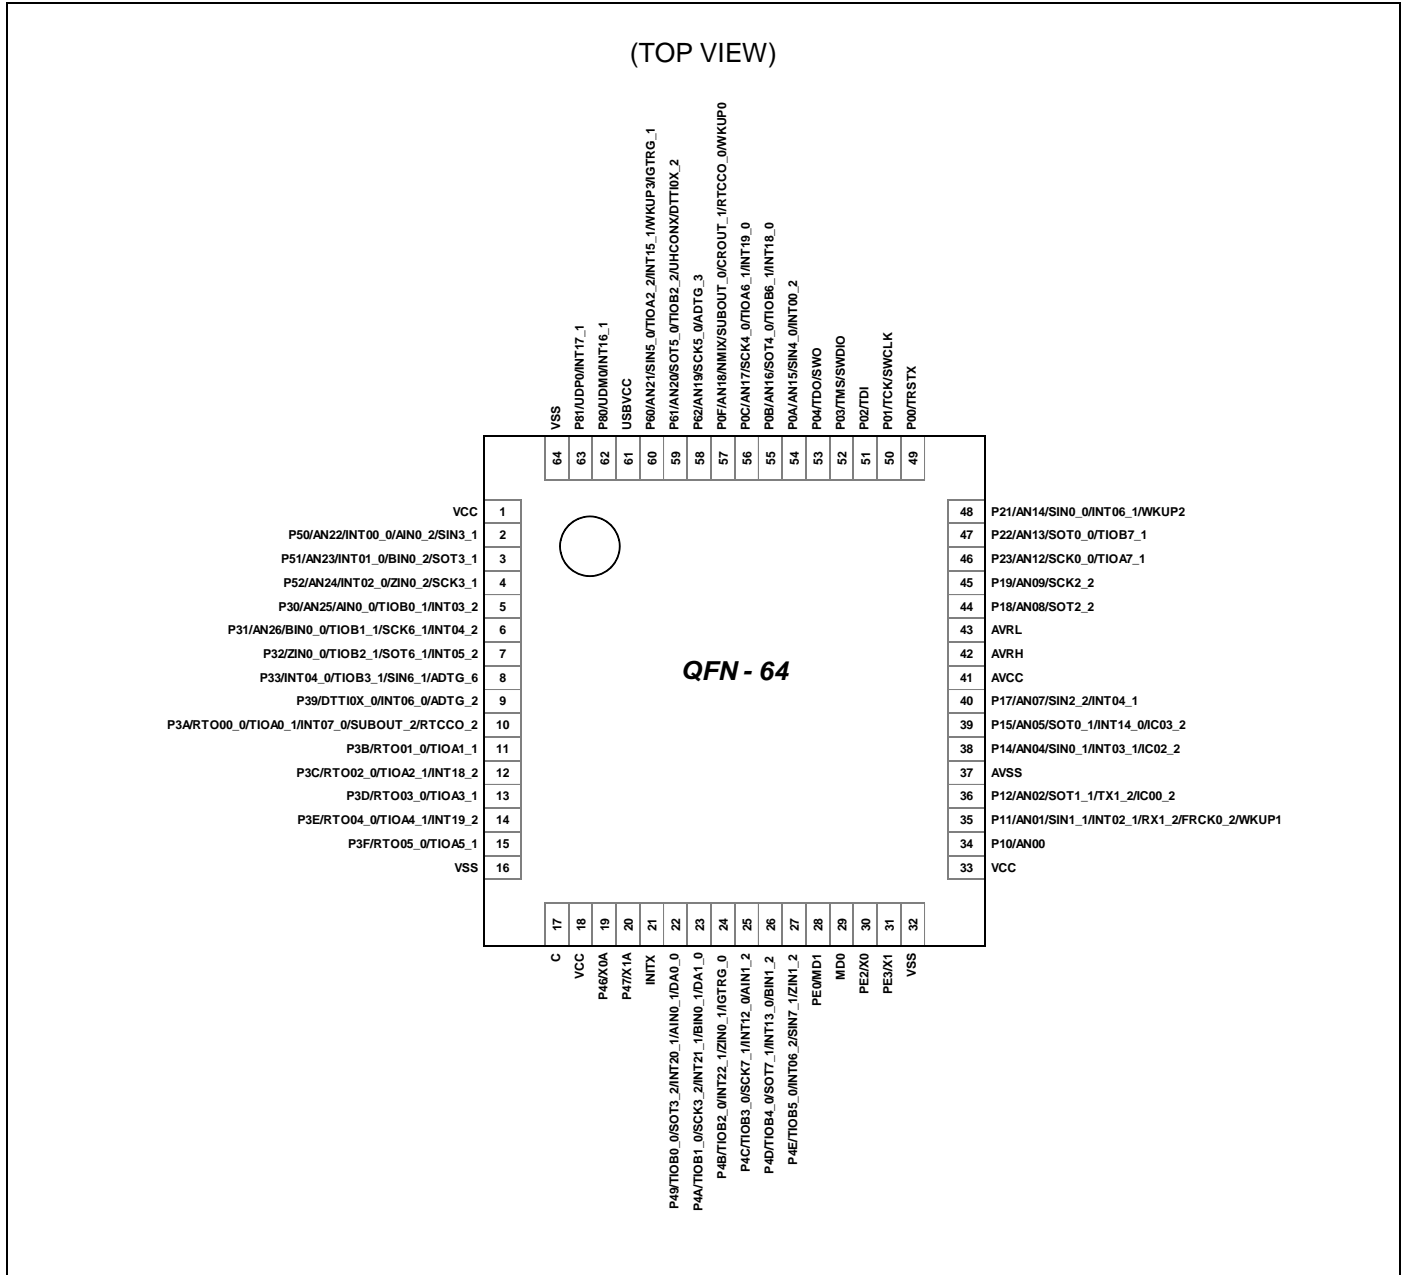 (TOP VIEW)
VSS
P81/UDP0/INT17_1
P80/UDM0/INT16_1
USBVCC
P60/AN21/SIN5_0/TIOA2_2/INT15_1/WKUP3/IGTRG_1
P61/AN20/SOT5_0/TIOB2_2/UHCONX/DTTI0X_2
P62/AN19/SCK5_0/ADTG_3
P0F/AN18/NMIX/SUBOUT_0/CROUT_1/RTCCO_0/WKUP0
P0C/AN17/SCK4_0/TIOA6_1/INT19_0
P0B/AN16/SOT4_0/TIOB6_1/INT18_0
P0A/AN15/SIN4_0/INT00_2
P04/TDO/SWO
P03/TMS/SWDIO
P02/TDI
P01/TCK/SWCLK
P00/TRSTX
64 63 62 61 60 59 58 57 56 55 54 53 52 51 50 49
VCC 1
P50/AN22/INT00_0/AIN0_2/SIN3_1 2
P51/AN23/INT01_0/BIN0_2/SOT3_1 3
P52/AN24/INT02_0/ZIN0_2/SCK3_1 4
P30/AN25/AIN0_0/TIOB0_1/INT03_2 5
P31/AN26/BIN0_0/TIOB1_1/SCK6_1/INT04_2 6
P32/ZIN0_0/TIOB2_1/SOT6_1/INT05_2 7
P33/INT04_0/TIOB3_1/SIN6_1/ADTG_6 8
P39/DTTI0X_0/INT06_0/ADTG_2 9
P3A/RTO00_0/TIOA0_1/INT07_0/SUBOUT_2/RTCCO_2 10
P3B/RTO01_0/TIOA1_1 11
P3C/RTO02_0/TIOA2_1/INT18_2 12
P3D/RTO03_0/TIOA3_1 13
P3E/RTO04_0/TIOA4_1/INT19_2 14
P3F/RTO05_0/TIOA5_1 15
VSS 16
QFN - 64
48 P21/AN14/SIN0_0/INT06_1/WKUP2
47 P22/AN13/SOT0_0/TIOB7_1
46 P23/AN12/SCK0_0/TIOA7_1
45 P19/AN09/SCK2_2
44 P18/AN08/SOT2_2
43 AVRL
42 AVRH
41 AVCC
40 P17/AN07/SIN2_2/INT04_1
39 P15/AN05/SOT0_1/INT14_0/IC03_2
38 P14/AN04/SIN0_1/INT03_1/IC02_2
37 AVSS
36 P12/AN02/SOT1_1/TX1_2/IC00_2
35 P11/AN01/SIN1_1/INT02_1/RX1_2/FRCK0_2/WKUP1
34 P10/AN00
33 VCC
17 18 19 20 21 22 23 24 25 26 27 28 29 30 31 32
C
VCC
P46/X0A
P47/X1A
INITX
P49/TIOB0_0/SOT3_2/INT20_1/AIN0_1/DA0_0
P4A/TIOB1_0/SCK3_2/INT21_1/BIN0_1/DA1_0
P4B/TIOB2_0/INT22_1/ZIN0_1/IGTRG_0
P4C/TIOB3_0/SCK7_1/INT12_0/AIN1_2
P4D/TIOB4_0/SOT7_1/INT13_0/BIN1_2
P4E/TIOB5_0/INT06_2/SIN7_1/ZIN1_2
PE0/MD1
MD0
PE2/X0
PE3/X1
VSS